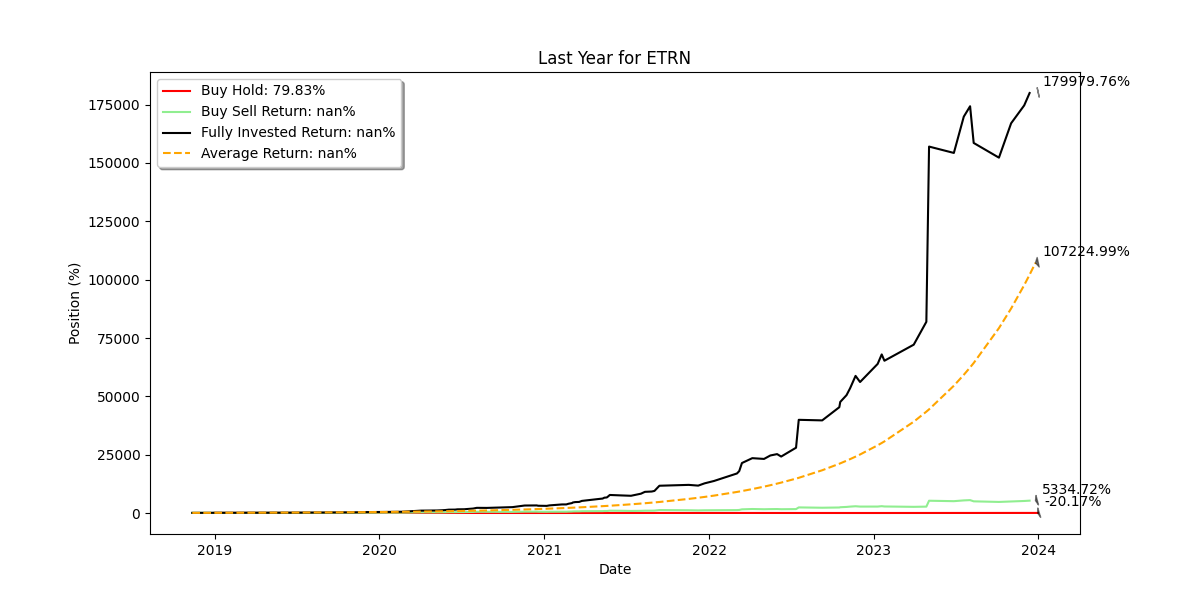 Last Year for ETRN
Buy Hold: 79.83%
Buy Sell Return: nan%
Fully Invested Return: nan%
Average Return: nan%
179979.76%
107224.99%
5334.72%
-20.17%
Position (%)
175000
150000
125000
100000
75000
50000
25000
0
2019 2020 2021 2022 2023 2024
Date